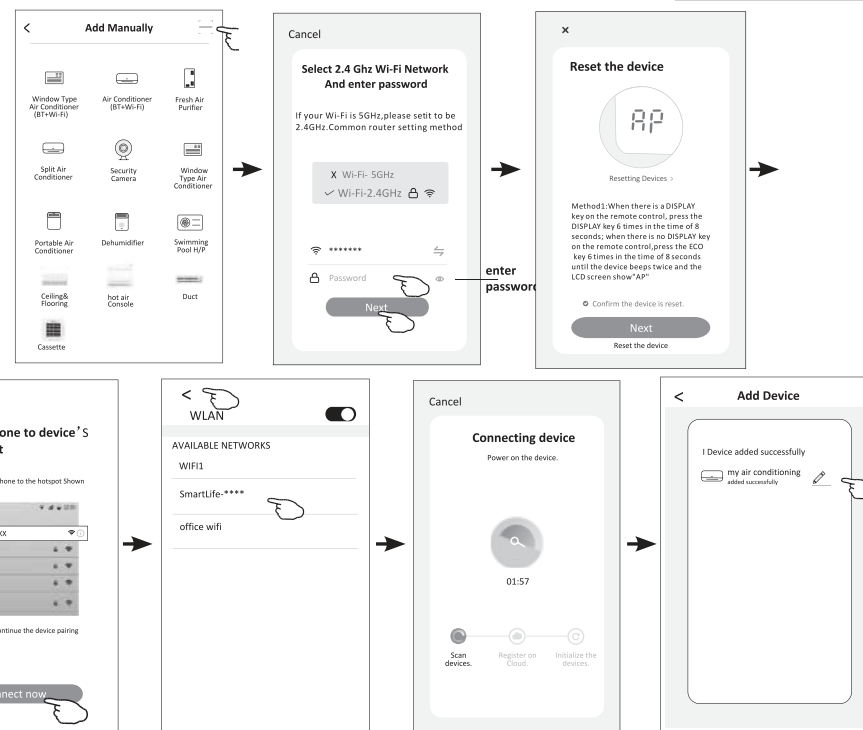 < Add Manually
Window Type
Air Conditioner
(BT+Wi-Fi)
Air Conditioner
(BT+Wi-Fi)
Fresh Air
Purifier
Split Air
Conditioner
Security
Camera
Window
Type Air
Conditioner
Portable Air
Conditioner
Dehumidifier
Swimming
Pool H/P
Ceiling&
Flooring
hot air
Console
Duct
Cassette
Cancel
Select 2.4 Ghz Wi-Fi Network
And enter password
If your Wi-Fi is 5GHz,please setit to be
2.4GHz.Common router setting method
X Wi-Fi- 5GHz
Wi-Fi-2.4GHz
*******
Password
Next
enter
password
×
Reset the device
AP
Resetting Devices >
Method1:When there is a DISPLAY
key on the remote control, press the
DISPLAY key 6 times in the time of 8
seconds; when there is no DISPLAY key
on the remote control,press the ECO
key 6 times in the time of 8 seconds
until the device beeps twice and the
LCD screen show"AP"
Confirm the device is reset.
Next
Reset the device
one to device's
t
hone to the hotspot Shown
XX
ntinue the device pairing
nnect now
<
WLAN
AVAILABLE NETWORKS
WIFI1
SmartLife-****
office wifi
Cancel
Connecting device
Power on the device.
01:57
Scan
devices.
Register on
Cloud.
Initialize the
devices.
< Add Device
I Device added successfully
my air conditioning
added successfully